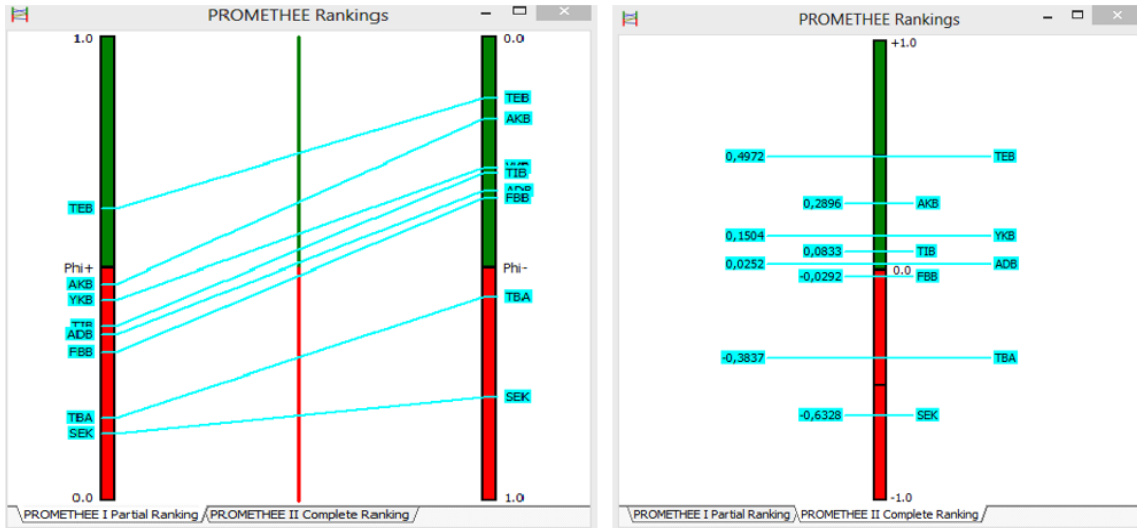 PROMETHEE Rankings
1.0
0.0
TEB
AKB
YKB
TIB
ADB
FBB
TEB
Phi+
Phi-
AKB
YKB
TIB
ADB
FBB
TBA
TBA
SEK
SEK
0.0
1.0
PROMETHEE I Partial Ranking
PROMETHEE II Complete Ranking
PROMETHEE Rankings
+1.0
0,4972
TEB
0,2896
AKB
0,1504
YKB
0,0833
TIB
0,0252
ADB
0.0
-0,0292
FBB
-0,3837
TBA
-0,6328
SEK
-1.0
PROMETHEE I Partial Ranking
PROMETHEE II Complete Ranking